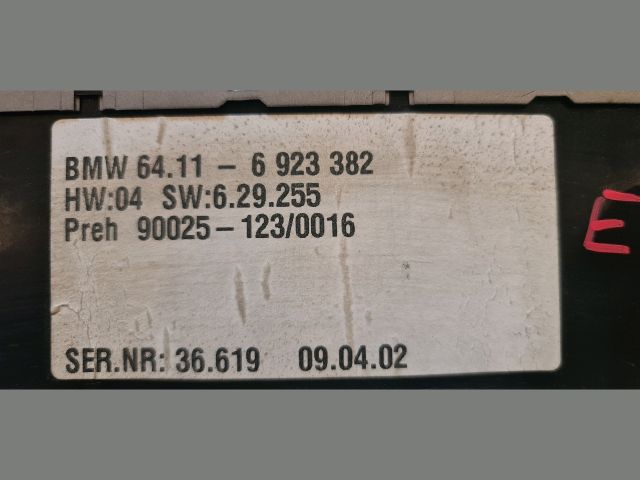 BMW 64.11 - 6 923 382
HW:04 SW:6.29.255
Preh 90025-123/0016
E
SER.NR: 36.619 09.04.02